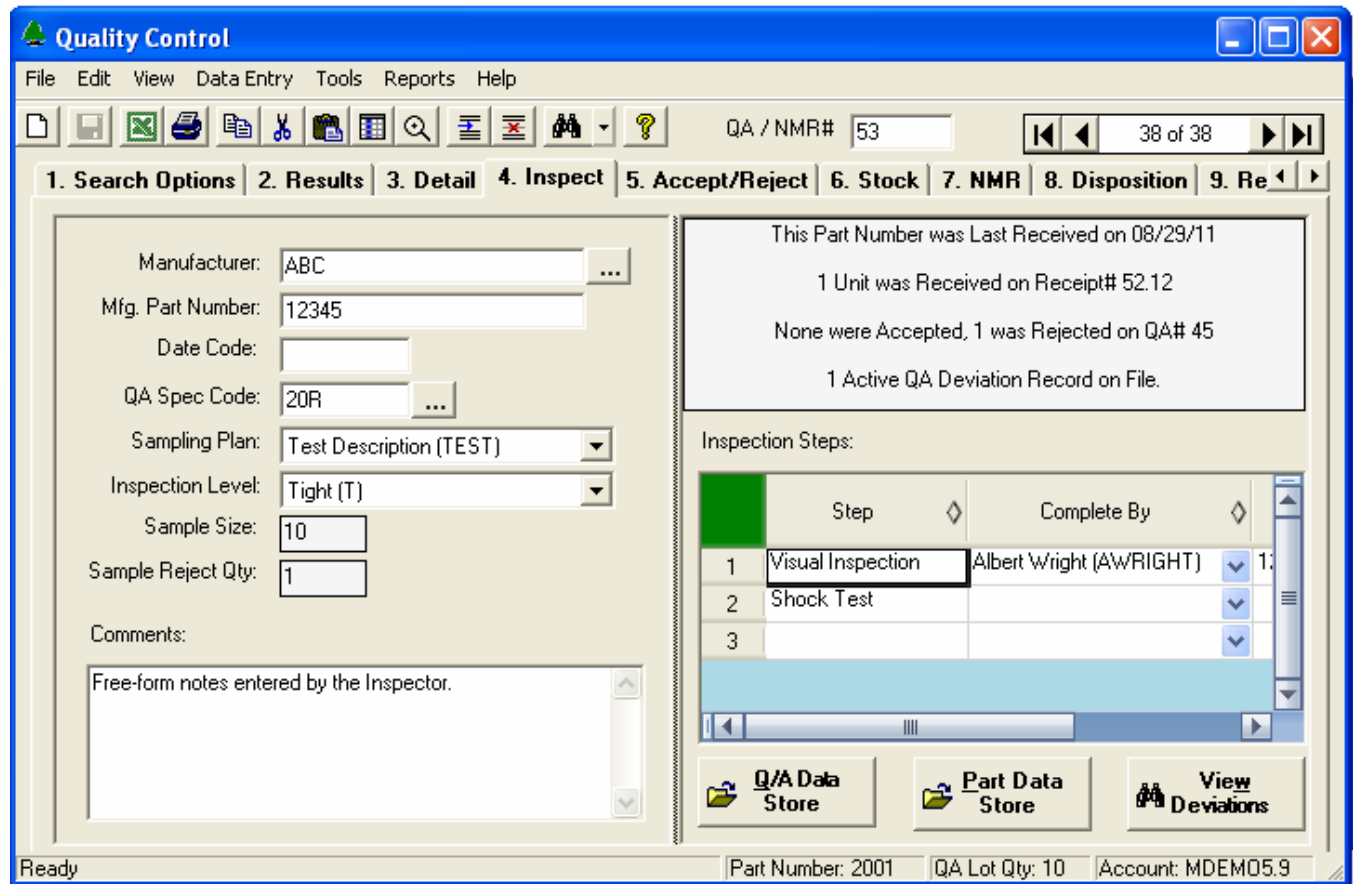 Quality Control
File Edit View Data Entry Tools Reports Help
QA / NMR# 53 38 of 38
1. Search Options 2. Results 3. Detail 4. Inspect 5. Accept/Reject 6. Stock 7. NMR 8. Disposition 9. Re
Manufacturer: ABC ...
Mfg. Part Number: 12345
Date Code:
QA Spec Code: 20R ...
Sampling Plan: Test Description (TEST)
Inspection Level: Tight (T)
Sample Size: 10
Sample Reject Qty: 1
Comments:
Free-form notes entered by the Inspector.
This Part Number was Last Received on 08/29/11
1 Unit was Received on Receipt# 52.12
None were Accepted, 1 was Rejected on QA# 45
1 Active QA Deviation Record on File.
Inspection Steps:
Step Complete By
1 Visual Inspection Albert Wright (AWRIGHT)
2 Shock Test
3
Q/A Data
Store
Part Data
Store
View
Deviations
Ready Part Number: 2001 QA Lot Qty: 10 Account: MDEMO5.9